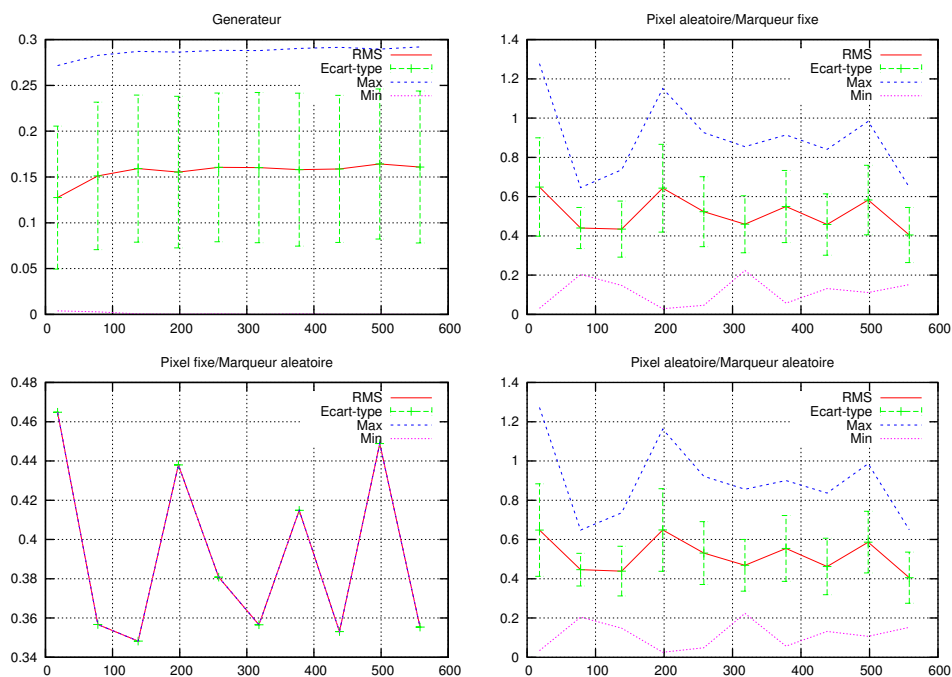 Generateur
0.3
0.25
0.2
0.15
0.1
0.05
0
0 100 200 300 400 500 600
RMS
Ecart-type
Max
Min
Pixel aleatoire/Marqueur fixe
1.4
1.2
1
0.8
0.6
0.4
0.2
0
0 100 200 300 400 500 600
RMS
Ecart-type
Max
Min
Pixel fixe/Marqueur aleatoire
0.48
0.46
0.44
0.42
0.4
0.38
0.36
0.34
0 100 200 300 400 500 600
RMS
Ecart-type
Max
Min
Pixel aleatoire/Marqueur aleatoire
1.4
1.2
1
0.8
0.6
0.4
0.2
0
0 100 200 300 400 500 600
RMS
Ecart-type
Max
Min